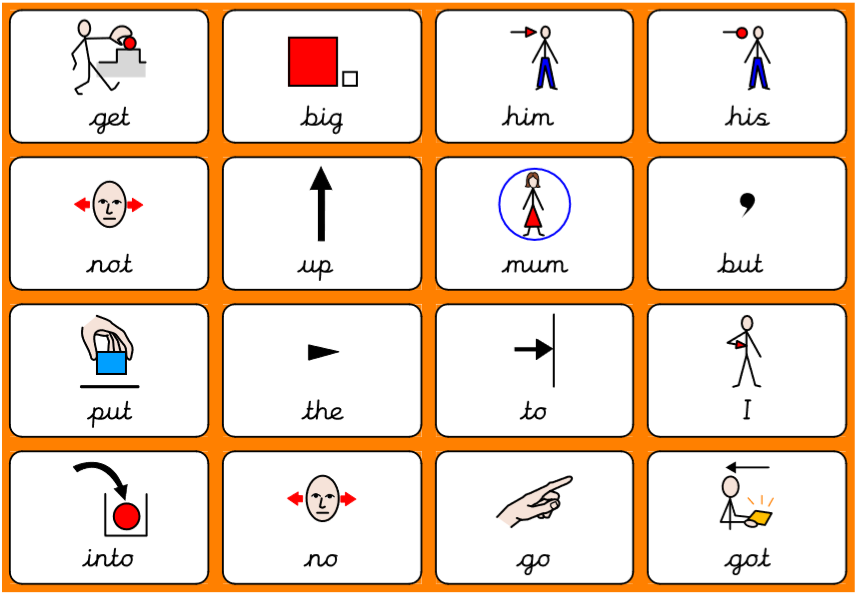 get
big
him
his
not
up
mum
but
put
the
to
I
into
no
go
got